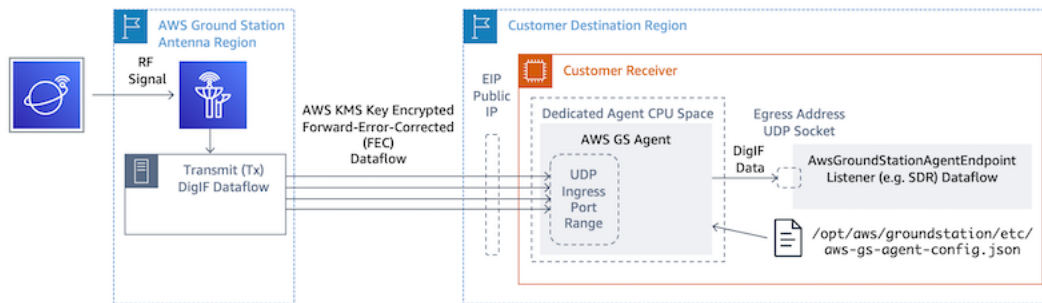 AWS Ground Station
Antenna Region
RF
Signal
Transmit (Tx)
DigIF Dataflow
AWS KMS Key Encrypted
Forward-Error-Corrected
(FEC)
Dataflow
Customer Destination Region
EIP
Public
IP
Customer Receiver
Dedicated Agent CPU Space
AWS GS Agent
UDP
Ingress
Port
Range
Egress Address
UDP Socket
DigIF
Data
AwsGroundStationAgentEndpoint
Listener (e.g. SDR) Dataflow
/opt/aws/groundstation/etc/
aws-gs-agent-config.json